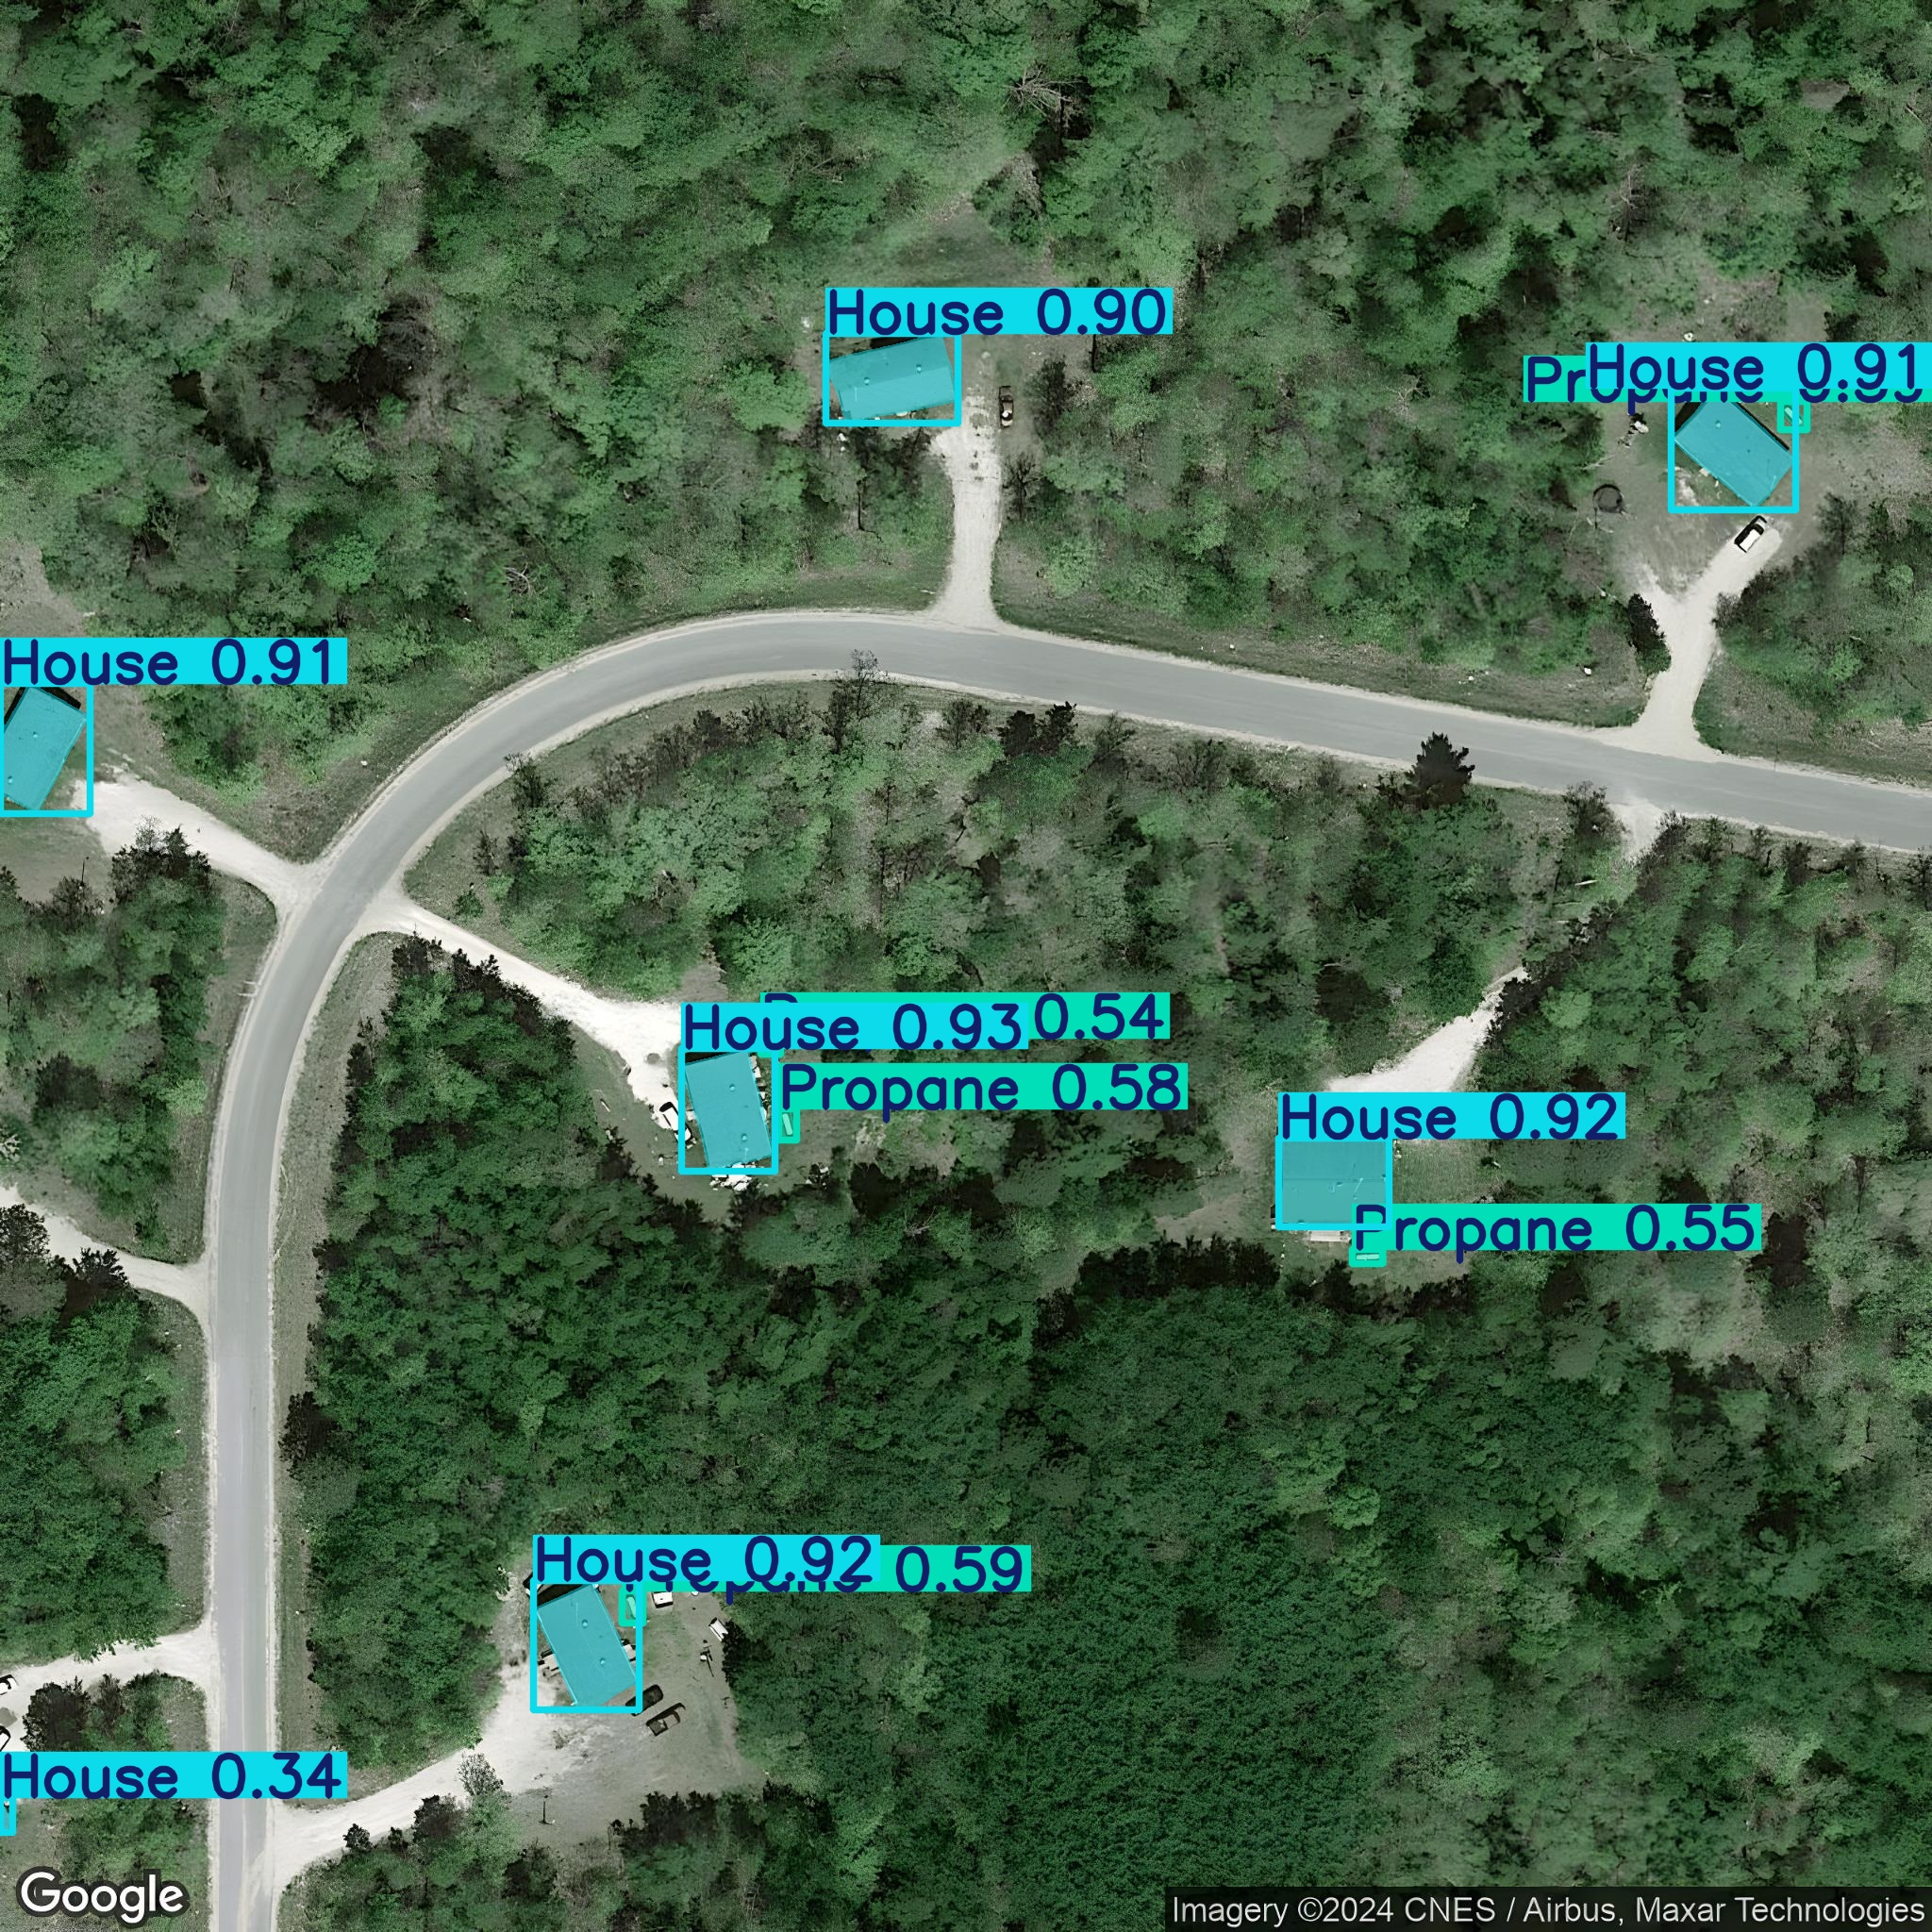 House 0.90
House 0.91
House 0.91
House 0.93
0.54
Propane 0.58
House 0.92
Propane 0.55
House 0.92
0.59
House 0.34
Google
Imagery ©2024 CNES / Airbus, Maxar Technologies